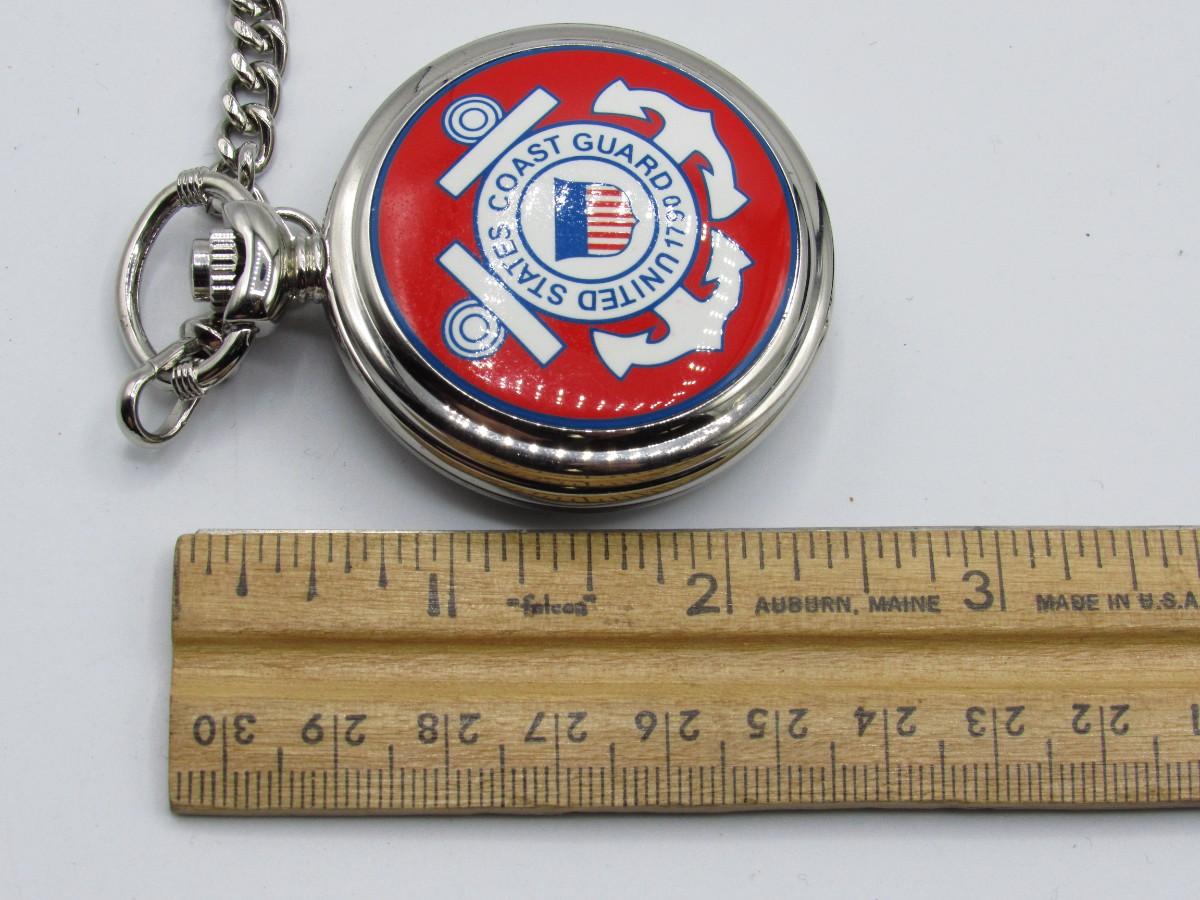 UNITED STATES COAST GUARD 1790
1 "falcon" 2 AUBURN, MAINE 3 MADE IN U.S.A
30 29 28 27 26 25 24 23 22